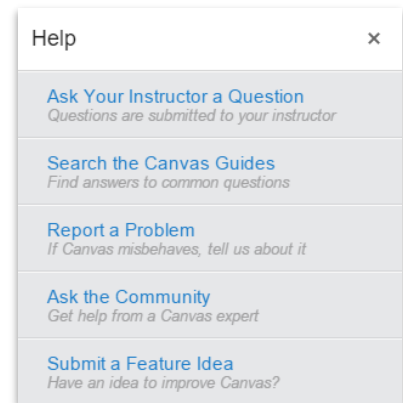 Help ×
Ask Your Instructor a Question
Questions are submitted to your instructor
Search the Canvas Guides
Find answers to common questions
Report a Problem
If Canvas misbehaves, tell us about it
Ask the Community
Get help from a Canvas expert
Submit a Feature Idea
Have an idea to improve Canvas?